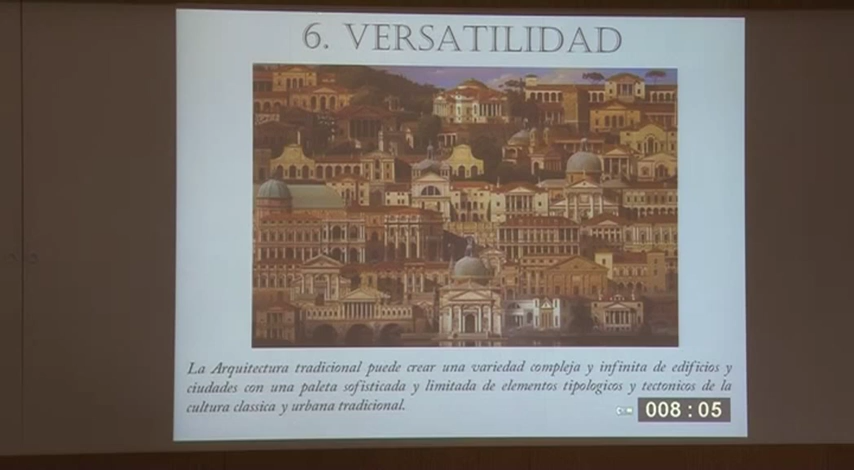 6. VERSATILIDAD
La Arquitectura tradicional puede crear una variedad compleja y infinita de edificios y
ciudades con una paleta sofisticada y limitada de elementos tipologicos y tectonicos de la
cultura classica y urbana tradicional.
008 : 05